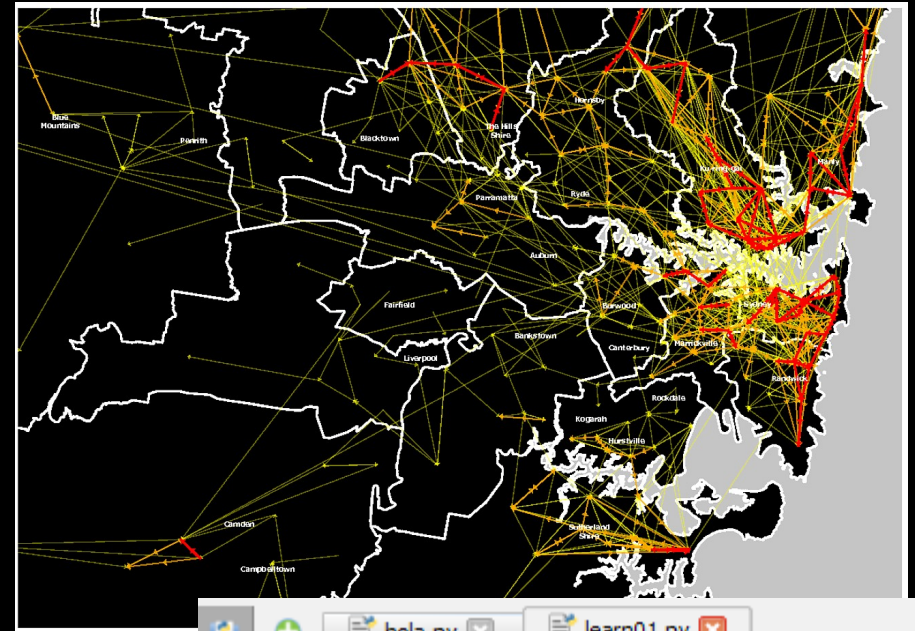 Blue
Mountains
Penrith
Blacktown
The Hills
Shire
Hornsby
Ku-ring-gai
Manly
Parramatta
Ryde
Auburn
Fairfield
Burwood
Sydney
Bankstown
Liverpool
Canterbury
Marrickville
Randwick
Rockdale
Kogarah
Hurstville
Sutherland
Shire
Camden
Campbelltown
hola.py
learn01.py